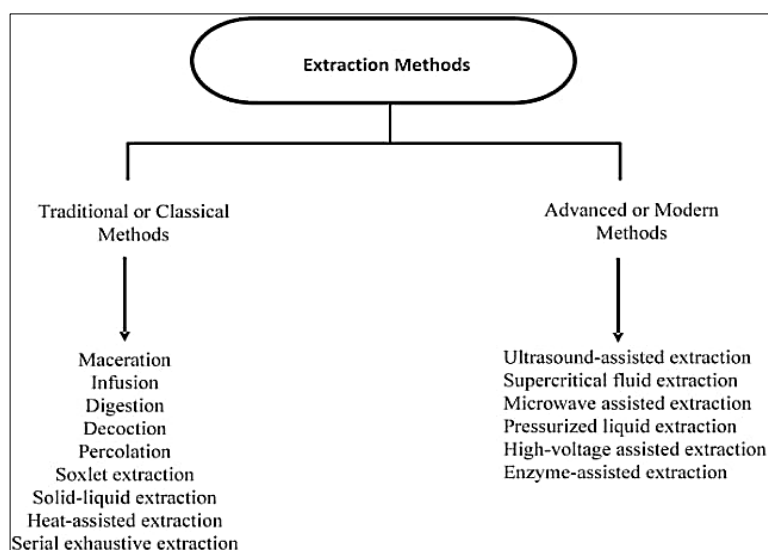 Extraction Methods
Traditional or Classical
Methods
Maceration
Infusion
Digestion
Decoction
Percolation
Soxlet extraction
Solid-liquid extraction
Heat-assisted extraction
Serial exhaustive extraction
Advanced or Modern
Methods
Ultrasound-assisted extraction
Supercritical fluid extraction
Microwave assisted extraction
Pressurized liquid extraction
High-voltage assisted extraction
Enzyme-assisted extraction